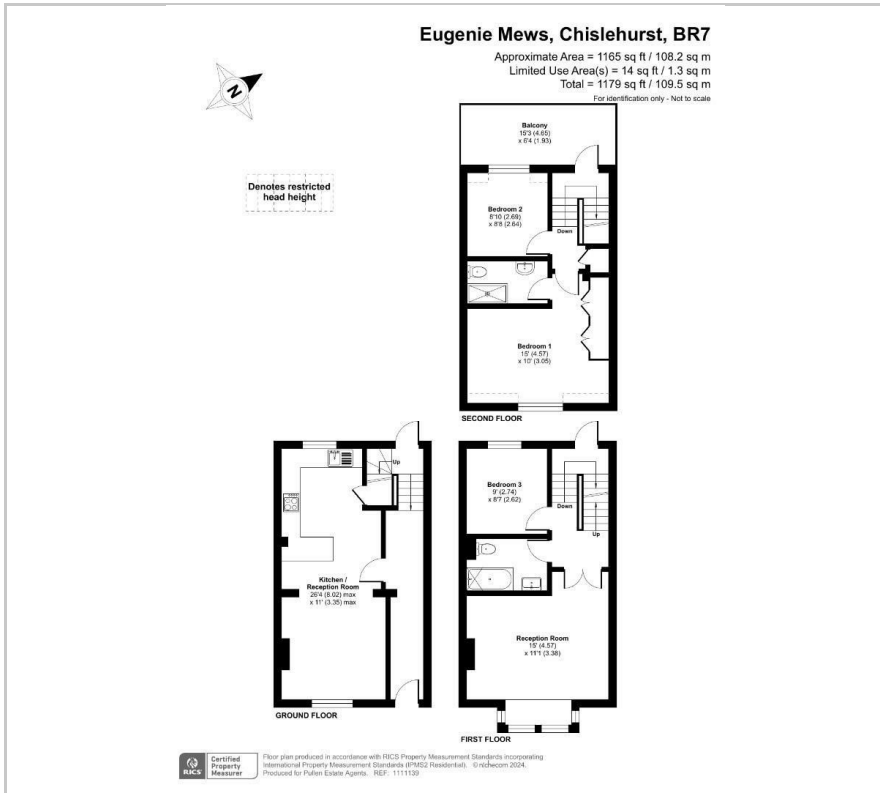 Eugenie Mews, Chislehurst, BR7
Approximate Area = 1165 sq ft / 108.2 sq m
Limited Use Area(s) = 14 sq ft / 1.3 sq m
Total = 1179 sq ft / 109.5 sq m
For identification only - Not to scale
N
Denotes restricted
head height
Balcony
15'3 (4.65)
x 6'4 (1.93)
Bedroom 2
8'10 (2.69)
x 8'8 (2.64)
Down
Bedroom 1
15' (4.57)
x 10' (3.05)
SECOND FLOOR
Up
Kitchen /
Reception Room
26'4 (8.02) max
x 11' (3.35) max
GROUND FLOOR
Bedroom 3
9' (2.74)
x 8'7 (2.62)
Down
Up
Reception Room
15' (4.57)
x 11'1 (3.38)
FIRST FLOOR
RICS
Certified
Property
Measurer
Floor plan produced in accordance with RICS Property Measurement Standards incorporating
International Property Measurement Standards (IPMS2 Residential). © nichecom 2024.
Produced for Pollen Estate Agents. REF: 1111139